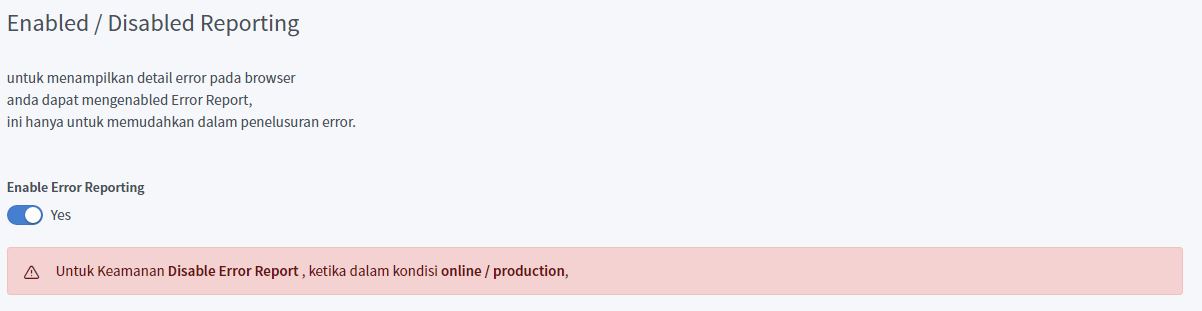 Enabled / Disabled Reporting
untuk menampilkan detail error pada browser
anda dapat mengenabled Error Report,
ini hanya untuk memudahkan dalam penelusuran error.
Enable Error Reporting
Yes
Untuk Keamanan Disable Error Report , ketika dalam kondisi online / production,